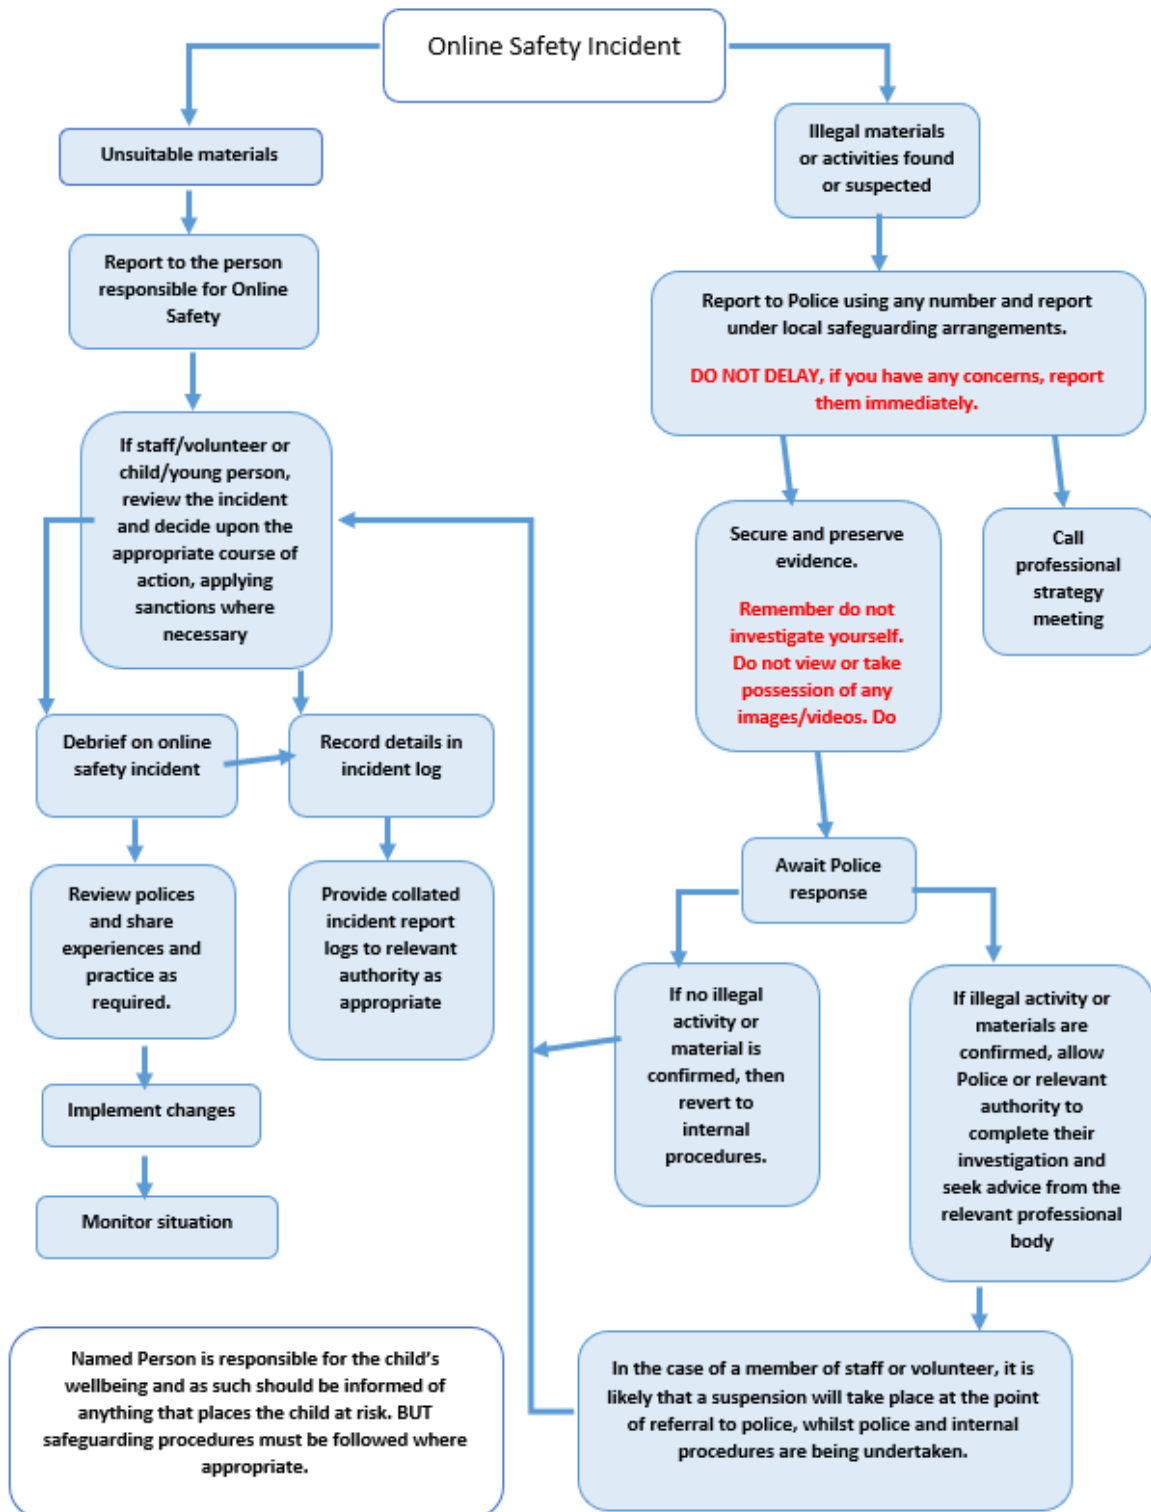 Online Safety Incident
Unsuitable materials
Report to the person
responsible for Online
Safety
If staff/volunteer or
child/young person,
review the incident
and decide upon the
appropriate course of
action, applying
sanctions where
necessary
Debrief on online
safety incident
Record details in
incident log
Review polices
and share
experiences and
practice as
required.
Provide collated
incident report
logs to relevant
authority as
appropriate
Implement changes
Monitor situation
Illegal materials
or activities found
or suspected
Report to Police using any number and report
under local safeguarding arrangements.
DO NOT DELAY, if you have any concerns, report
them immediately.
Secure and preserve
evidence.
Remember do not
investigate yourself.
Do not view or take
possession of any
images/videos. Do
Call
professional
strategy
meeting
Await Police
response
If no illegal
activity or
material is
confirmed, then
revert to
internal
procedures.
If illegal activity or
materials are
confirmed, allow
Police or relevant
authority to
complete their
investigation and
seek advice from the
relevant professional
body
In the case of a member of staff or volunteer, it is
likely that a suspension will take place at the point
of referral to police, whilst police and internal
procedures are being undertaken.
Named Person is responsible for the child's
wellbeing and as such should be informed of
anything that places the child at risk. BUT
safeguarding procedures must be followed where
appropriate.